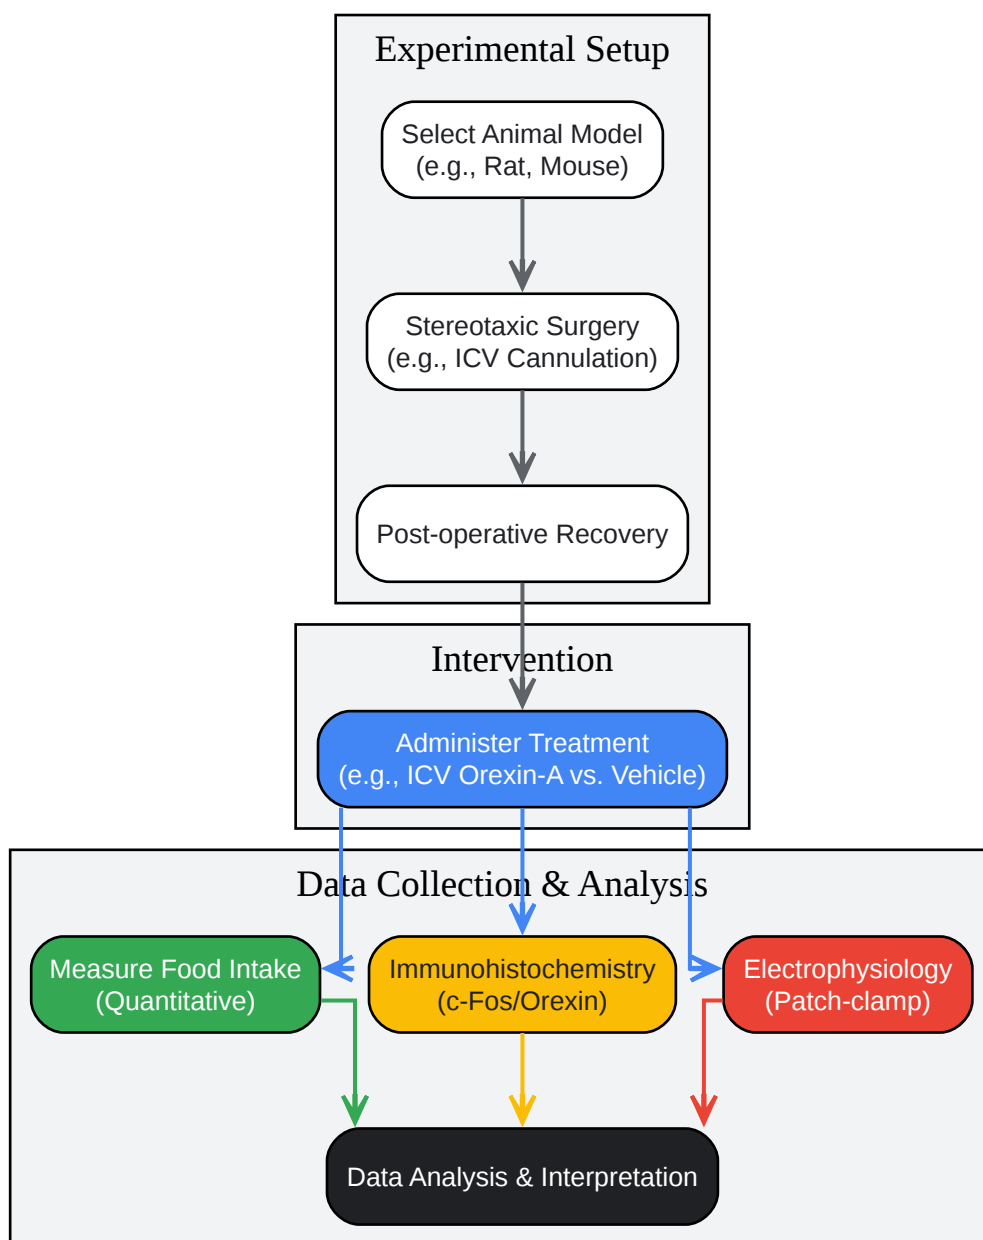 Experimental Setup
Select Animal Model
(e.g., Rat, Mouse)
Stereotaxic Surgery
(e.g., ICV Cannulation)
Post-operative Recovery
Intervention
Administer Treatment
(e.g., ICV Orexin-A vs. Vehicle)
Data Collection & Analysis
Measure Food Intake
(Quantitative)
Immunohistochemistry
(c-Fos/Orexin)
Electrophysiology
(Patch-clamp)
Data Analysis & Interpretation